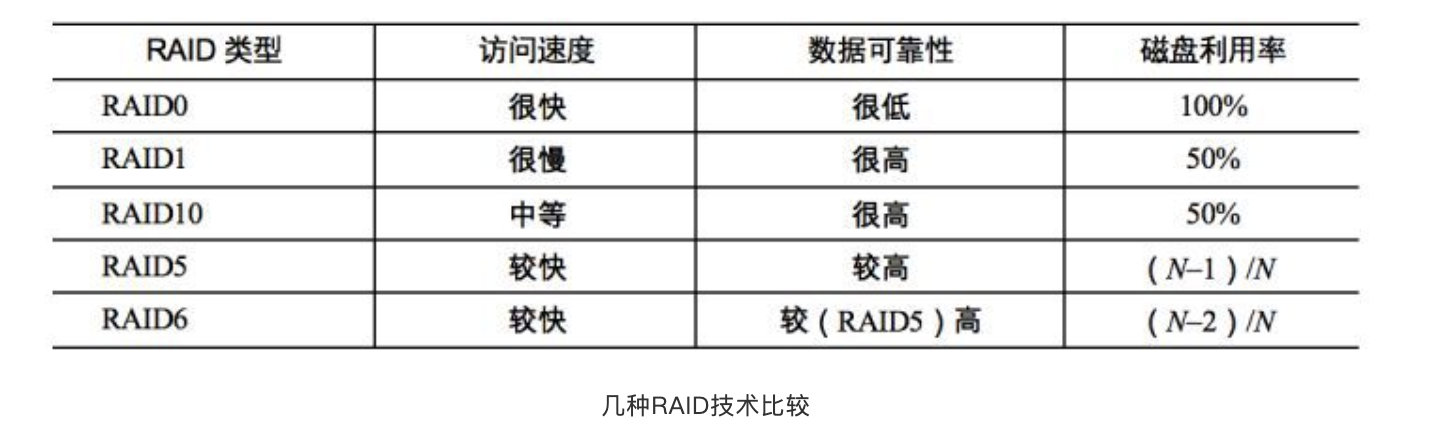 RAID 类型 访问速度 数据可靠性 磁盘利用率
RAID0 很快 很低 100%
RAID1 很慢 很高 50%
RAID10 中等 很高 50%
RAID5 较快 较高 （N–1）/N
RAID6 较快 较（RAID5）高 （N–2）/N
几种RAID技术比较